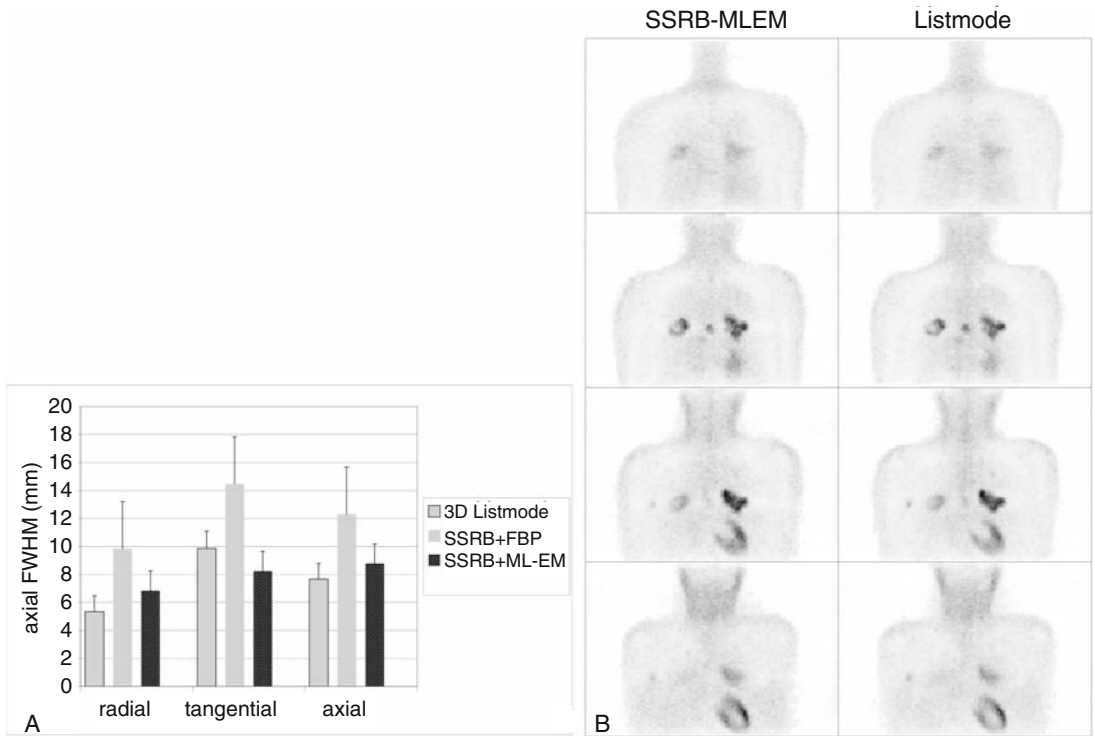 SSRB-MLEM
Listmode
20
18
16
14
12
10
8
6
4
2
0
axial FWHM (mm)
radial
tangential
axial
3D Listmode
SSRB+FBP
SSRB+ML-EM
A
B